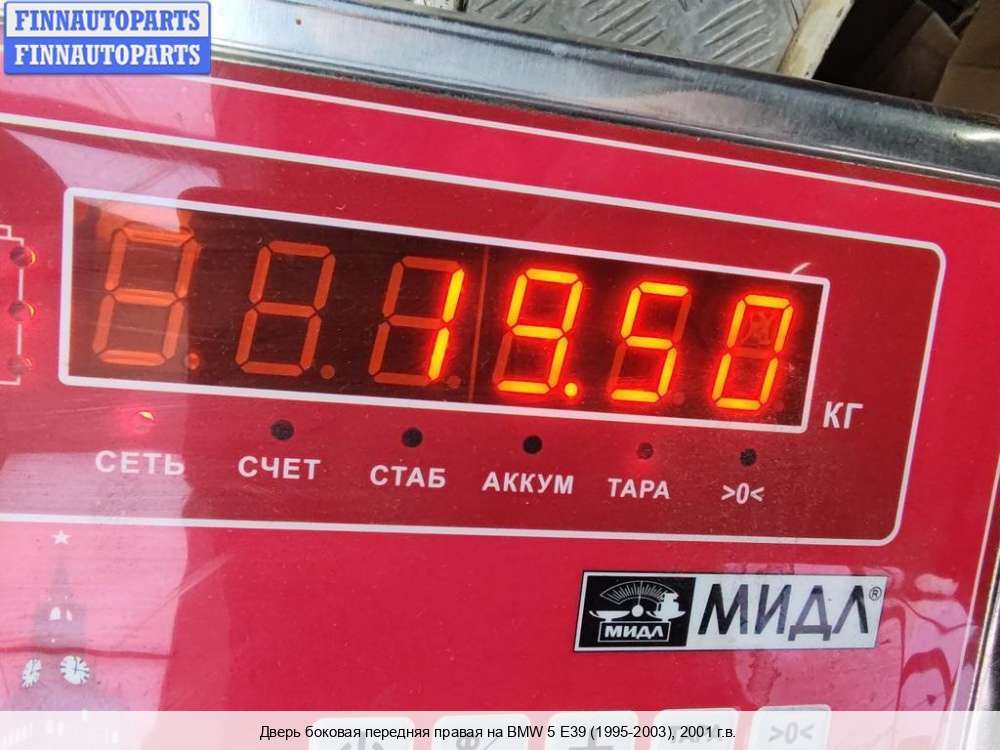 FINNAUTOPARTS
FINNAUTOPARTS
19.50
КГ
СЕТЬ СЧЕТ СТАБ АККУМ ТАРА >0<
МИДЛ МИДЛ®
>0<
Дверь боковая передняя правая на BMW 5 E39 (1995-2003), 2001 г.в.